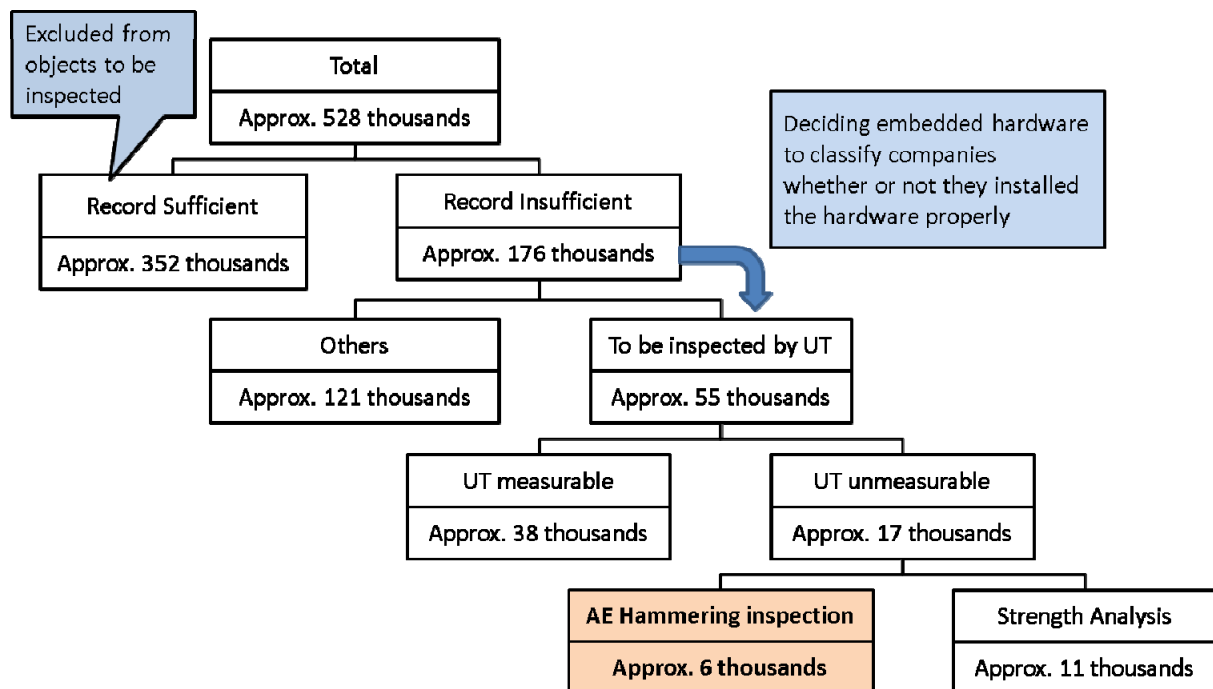 Excluded from
objects to be
inspected
Total
Approx. 528 thousands
Deciding embedded hardware
to classify companies
whether or not they installed
the hardware properly
Record Sufficient
Approx. 352 thousands
Record Insufficient
Approx. 176 thousands
Others
Approx. 121 thousands
To be inspected by UT
Approx. 55 thousands
UT measurable
Approx. 38 thousands
UT unmeasurable
Approx. 17 thousands
AE Hammering inspection
Approx. 6 thousands
Strength Analysis
Approx. 11 thousands